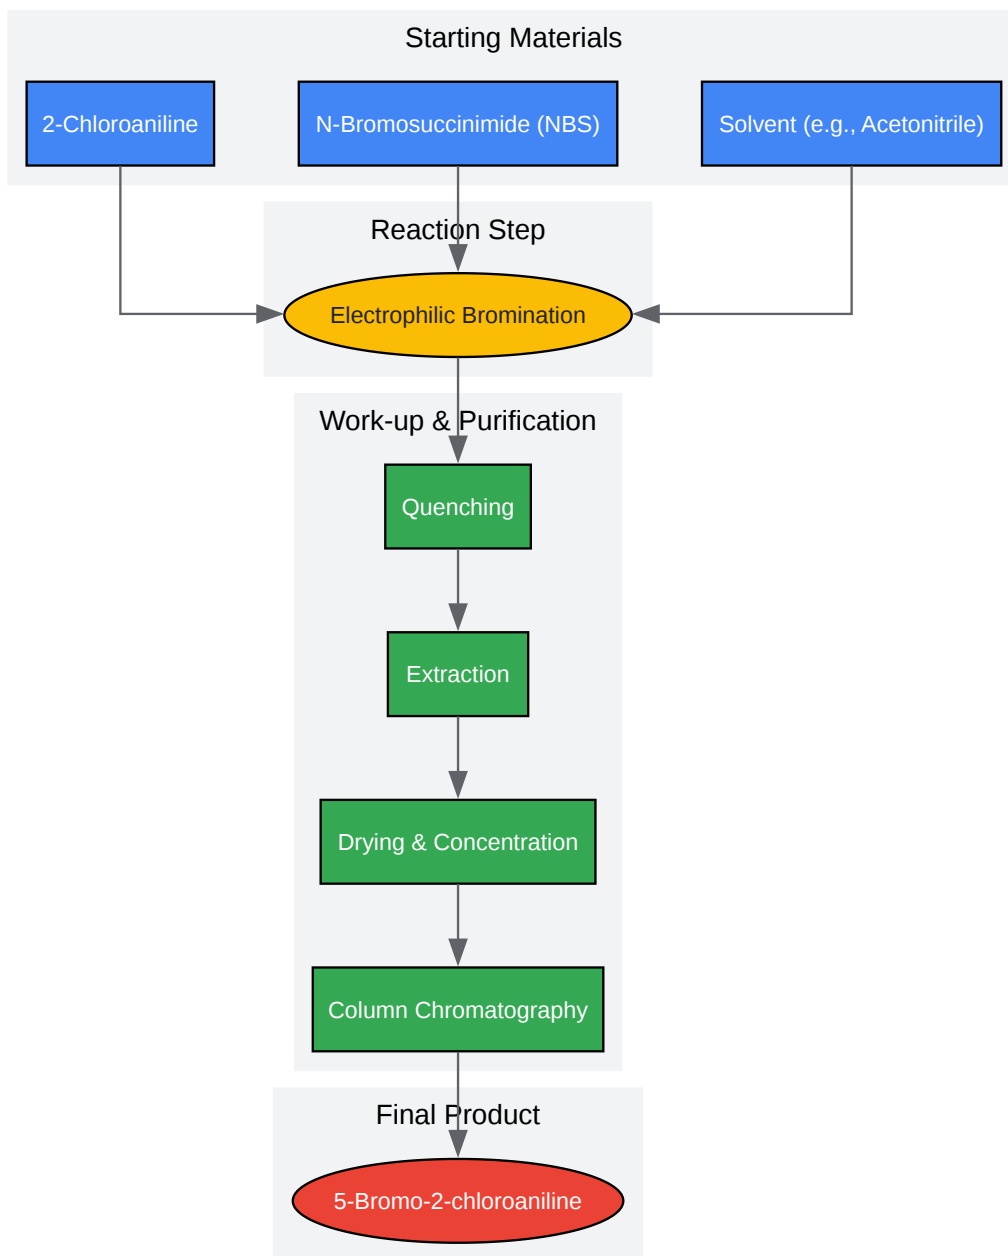 Starting Materials
2-Chloroaniline
N-Bromosuccinimide (NBS)
Solvent (e.g., Acetonitrile)
Reaction Step
Electrophilic Bromination
Work-up & Purification
Quenching
Extraction
Drying & Concentration
Column Chromatography
Final Product
5-Bromo-2-chloroaniline